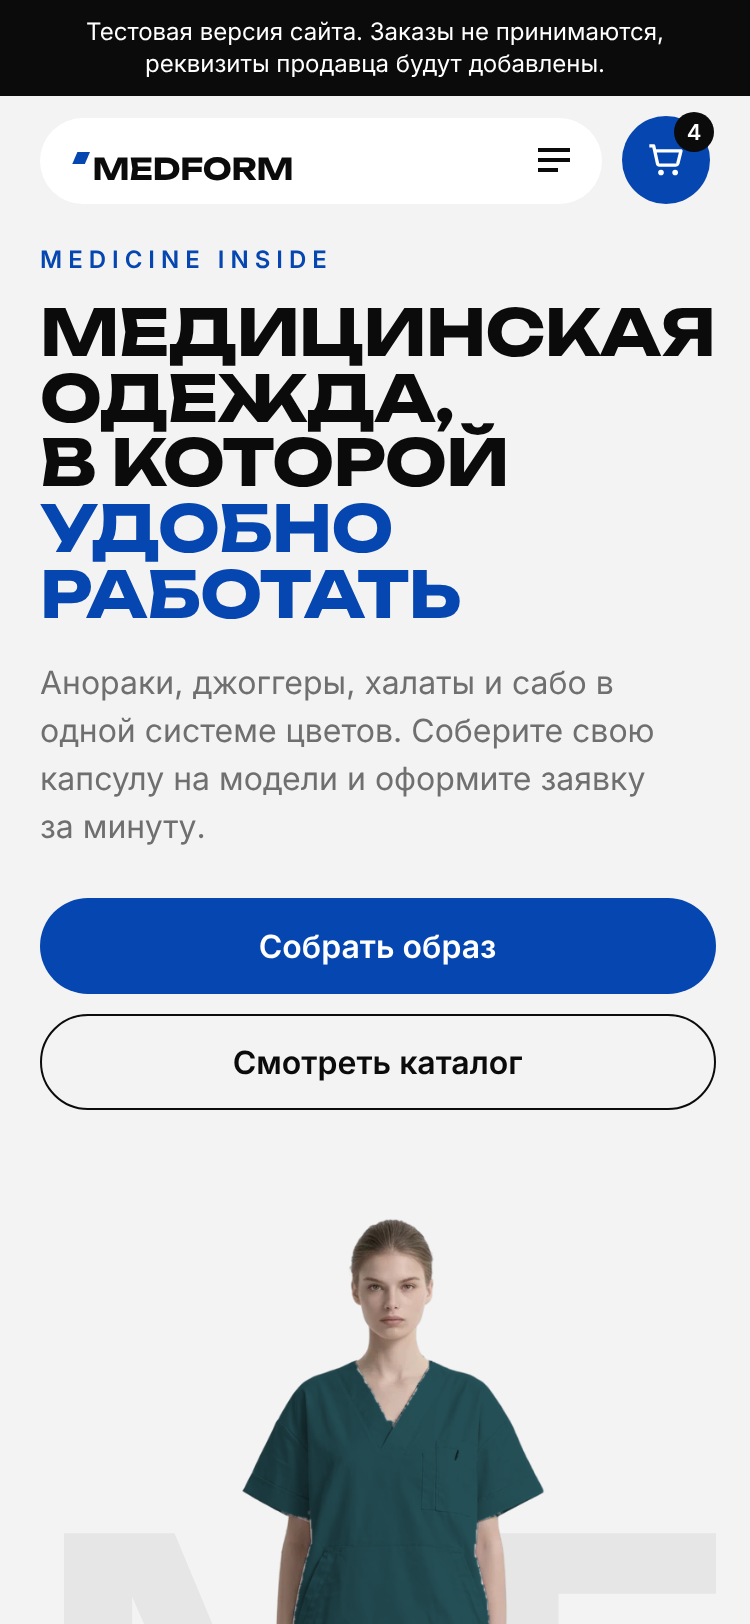 Тестовая версия сайта. Заказы не принимаются,
реквизиты продавца будут добавлены.
MEDFORM
4
MEDICINE INSIDE
МЕДИЦИНСКАЯ
ОДЕЖДА,
В КОТОРОЙ
УДОБНО
РАБОТАТЬ
Анораки, джоггеры, халаты и сабо в
одной системе цветов. Соберите свою
капсулу на модели и оформите заявку
за минуту.
Собрать образ
Смотреть каталог